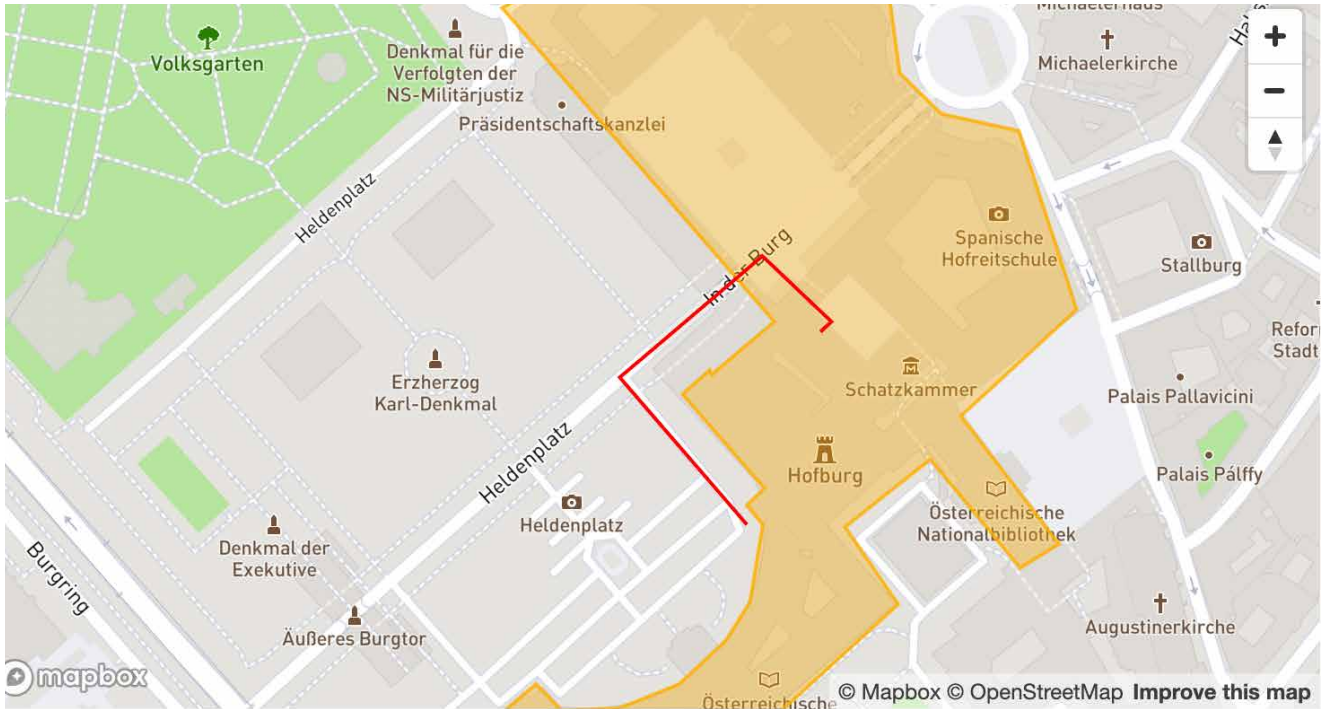 Michaelerhaus
Volksgarten
Denkmal für die
Verfolgten der
NS-Militärjustiz
Michaelerkirche
Präsidentschaftskanzlei
Heldenplatz
In der Burg
Spanische
Hofreitschule
Stallburg
Erzherzog
Karl-Denkmal
Schatzkammer
Palais Pallavicini
Heldenplatz
Hofburg
Palais Pálffy
Heldenplatz
Österreichische
Nationalbibliothek
Denkmal der
Exekutive
Burgring
Äußeres Burgtor
Augustinerkirche
mapbox
Österreichische
© Mapbox © OpenStreetMap Improve this map